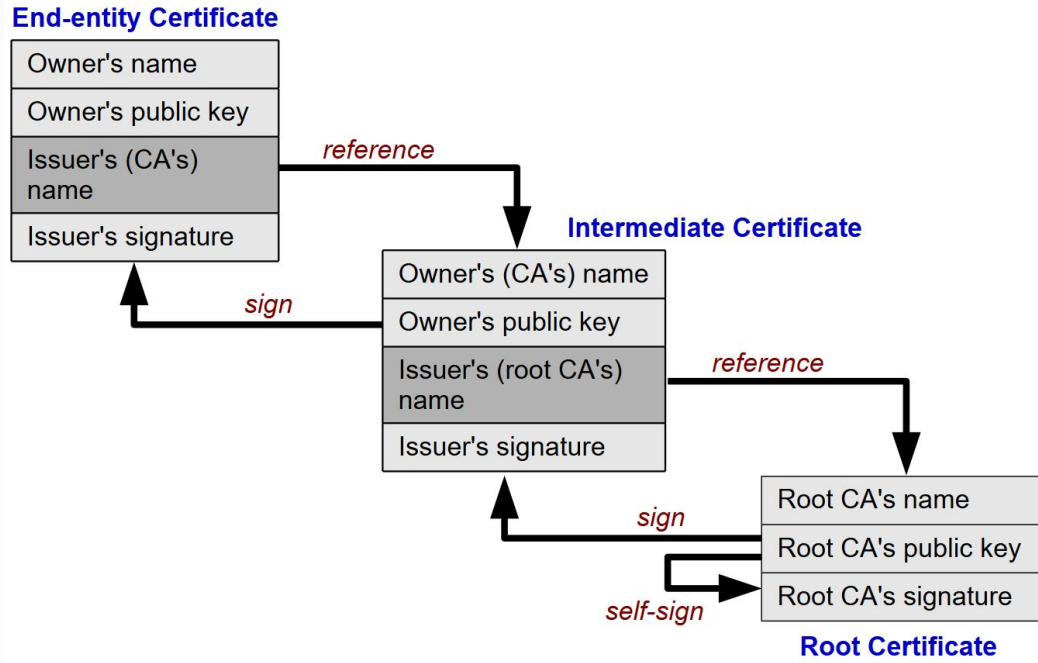 End-entity Certificate
Owner's name
Owner's public key
Issuer's (CA's)
name
Issuer's signature
reference
sign
Intermediate Certificate
Owner's (CA's) name
Owner's public key
Issuer's (root CA's)
name
Issuer's signature
reference
sign
self-sign
Root CA's name
Root CA's public key
Root CA's signature
Root Certificate